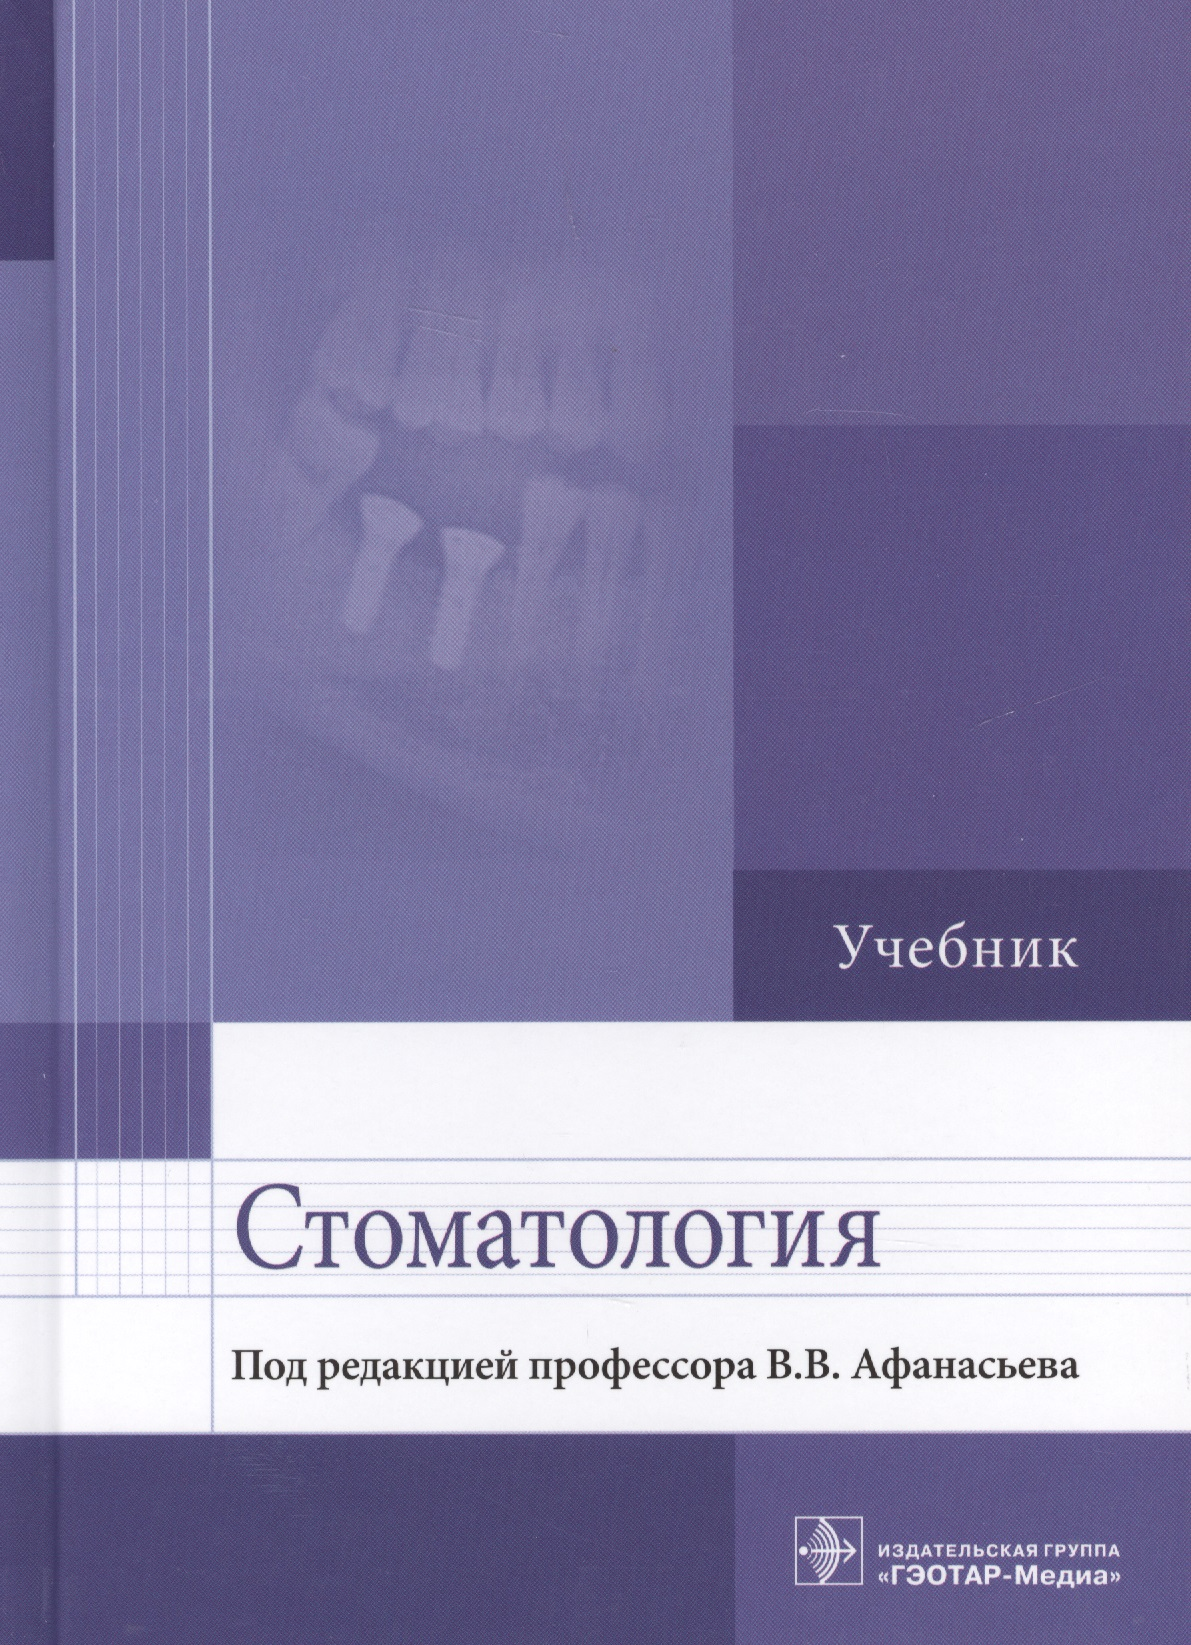 Учебник
Стоматология
Под редакцией профессора В.В. Афанасьева
ИЗДАТЕЛЬСКАЯ ГРУППА
«ГЭОТАР-Медиа»